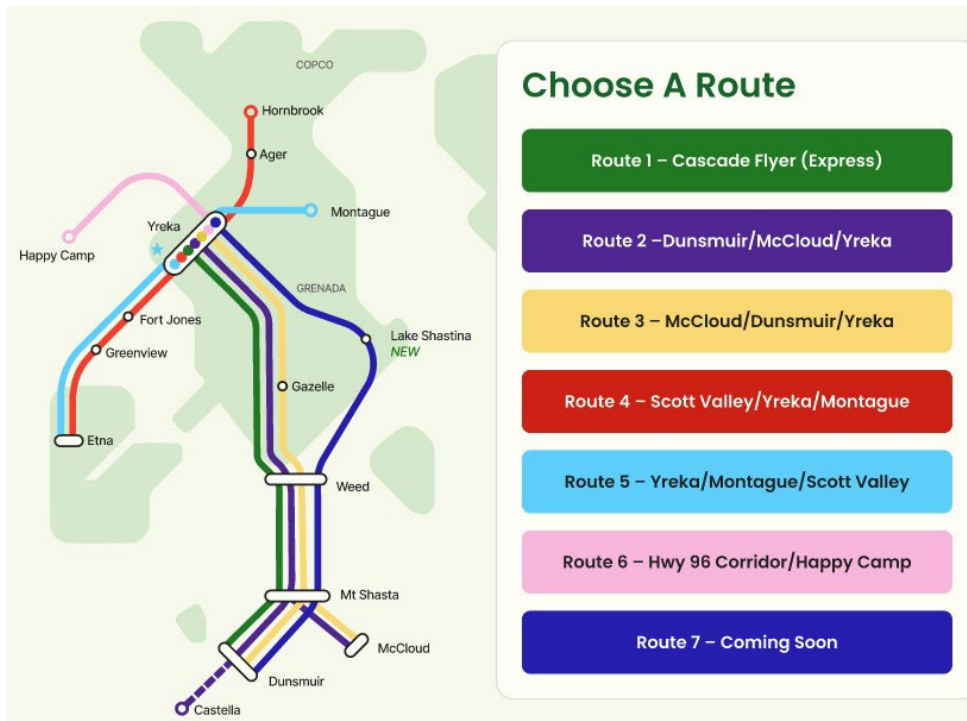 COPCO
Hornbrook
Ager
Montague
Yreka
Happy Camp
GRENADA
Fort Jones
Lake Shastina
NEW
Greenview
Gazelle
Etna
Weed
Mt Shasta
McCloud
Dunsmuir
Castella
Choose A Route
Route 1 – Cascade Flyer (Express)
Route 2 –Dunsmuir/McCloud/Yreka
Route 3 – McCloud/Dunsmuir/Yreka
Route 4 – Scott Valley/Yreka/Montague
Route 5 – Yreka/Montague/Scott Valley
Route 6 – Hwy 96 Corridor/Happy Camp
Route 7 – Coming Soon